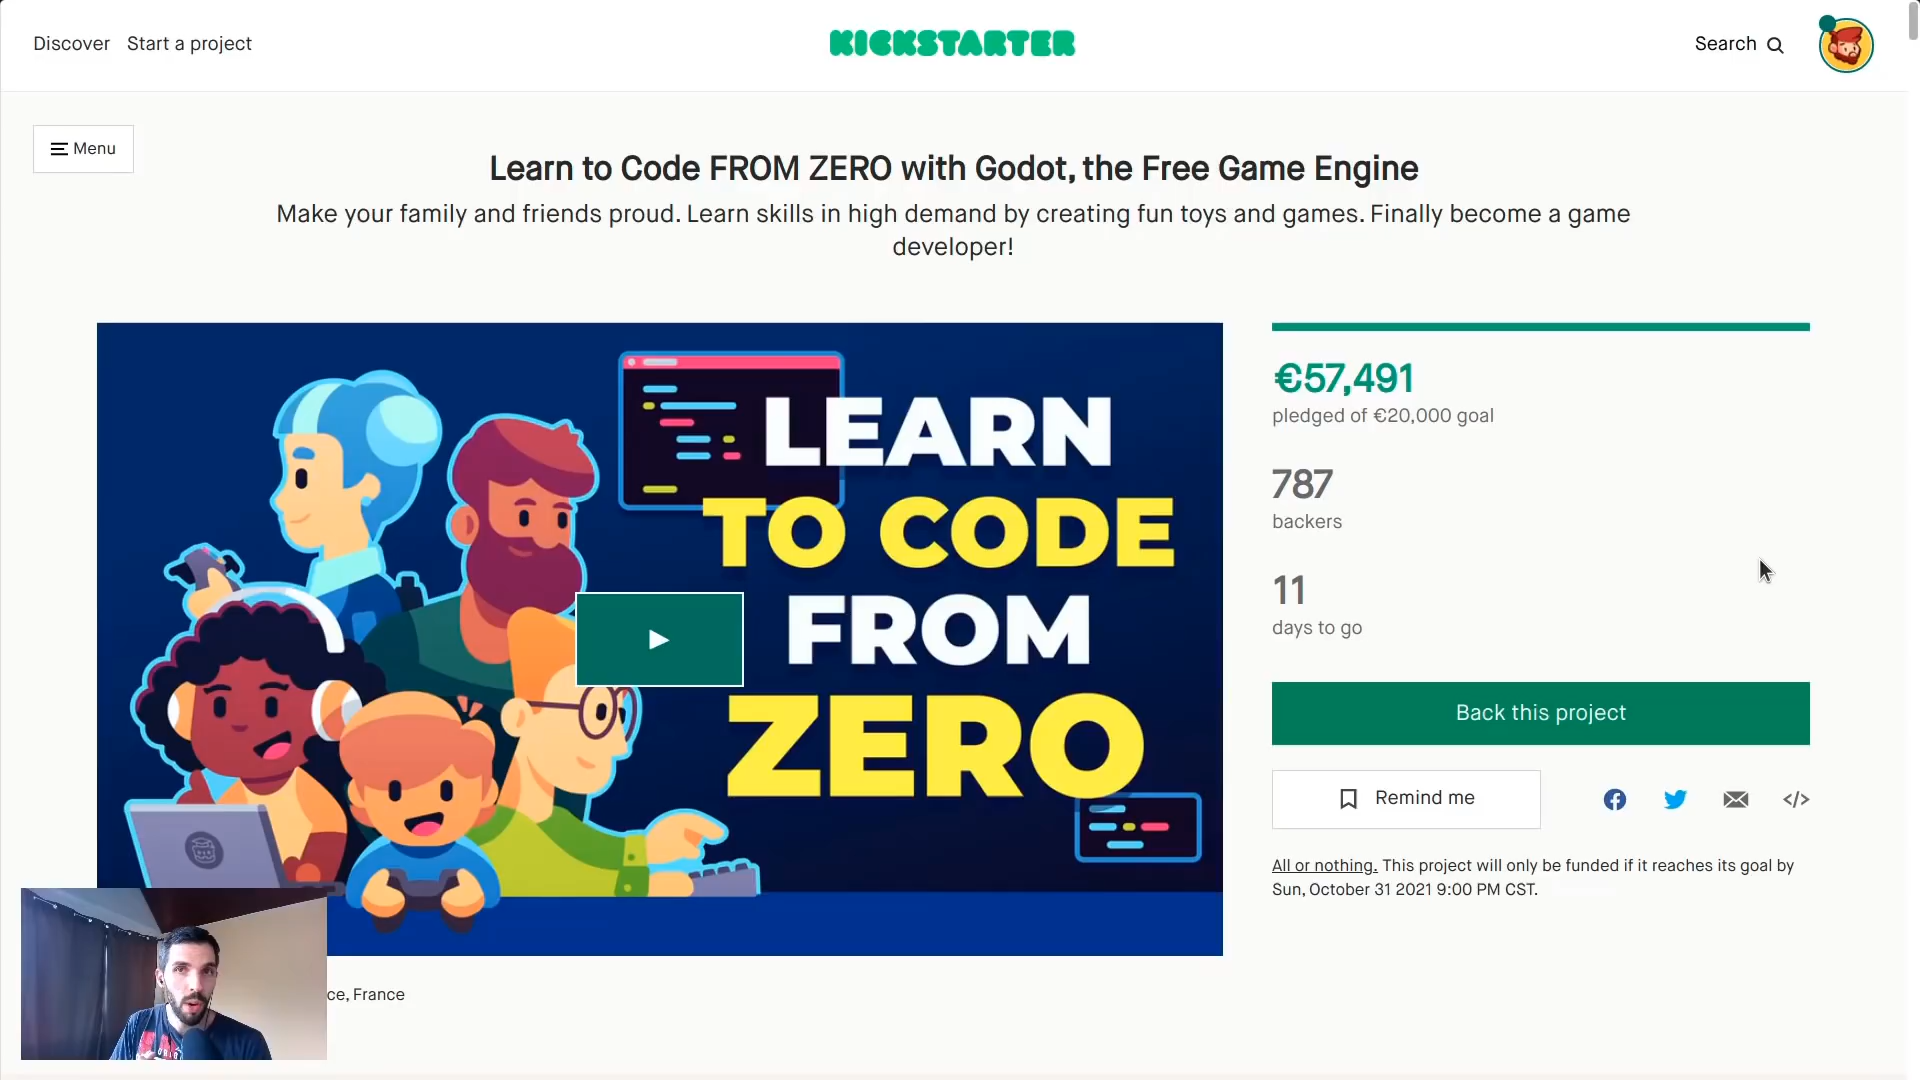 Discover Start a project
KICKSTARTER
Search
Menu
Learn to Code FROM ZERO with Godot, the Free Game Engine
Make your family and friends proud. Learn skills in high demand by creating fun toys and games. Finally become a game
developer!
LEARN
TO CODE
FROM
ZERO
€57,491
pledged of €20,000 goal
787
backers
11
days to go
Back this project
Remind me
All or nothing. This project will only be funded if it reaches its goal by
Sun, October 31 2021 9:00 PM CST.
ce, France